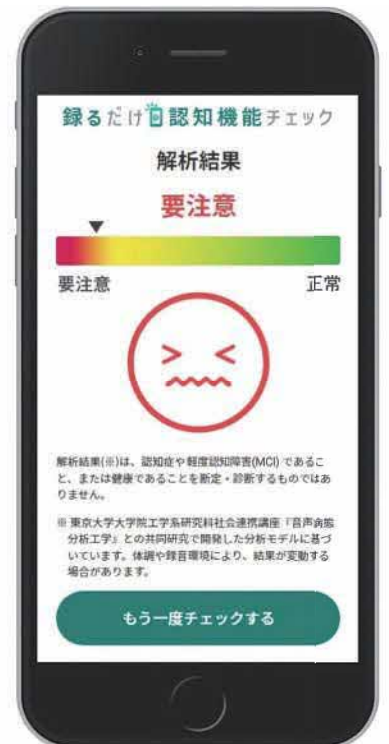 録るだけ認知機能チェック
解析結果
要注意
要注意 正常
解析結果(※)は、認知症や軽度認知障害(MCI) であるこ
と、または健康であることを断定・診断するものではあ
りません。
※ 東京大学大学院工学系研究科社会連携講座『音声病態
分析工学』との共同研究で開発した分析モデルに基づ
いています。体調や録音環境により、結果が変動する
場合があります。
もう一度チェックする